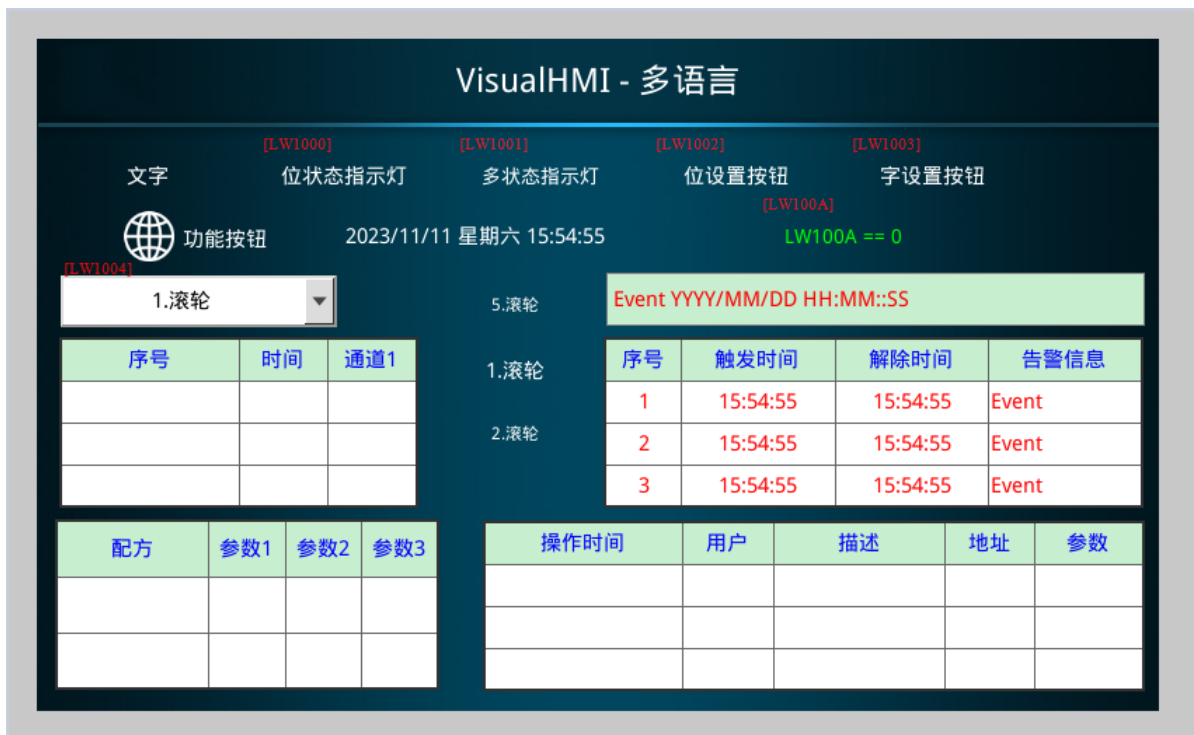 VisualHMI - 多语言
[LW1000] [LW1001] [LW1002] [LW1003]
文字 位状态指示灯 多状态指示灯 位设置按钮 字设置按钮
[LW100A]
功能按钮 2023/11/11 星期六 15:54:55 LW100A == 0
[LW1004]
1.滚轮 5.滚轮 Event YYYY/MM/DD HH:MM::SS
序号 时间 通道1 1.滚轮 序号 触发时间 解除时间 告警信息
1 15:54:55 15:54:55 Event
2.滚轮 2 15:54:55 15:54:55 Event
3 15:54:55 15:54:55 Event
配方 参数1 参数2 参数3 操作时间 用户 描述 地址 参数